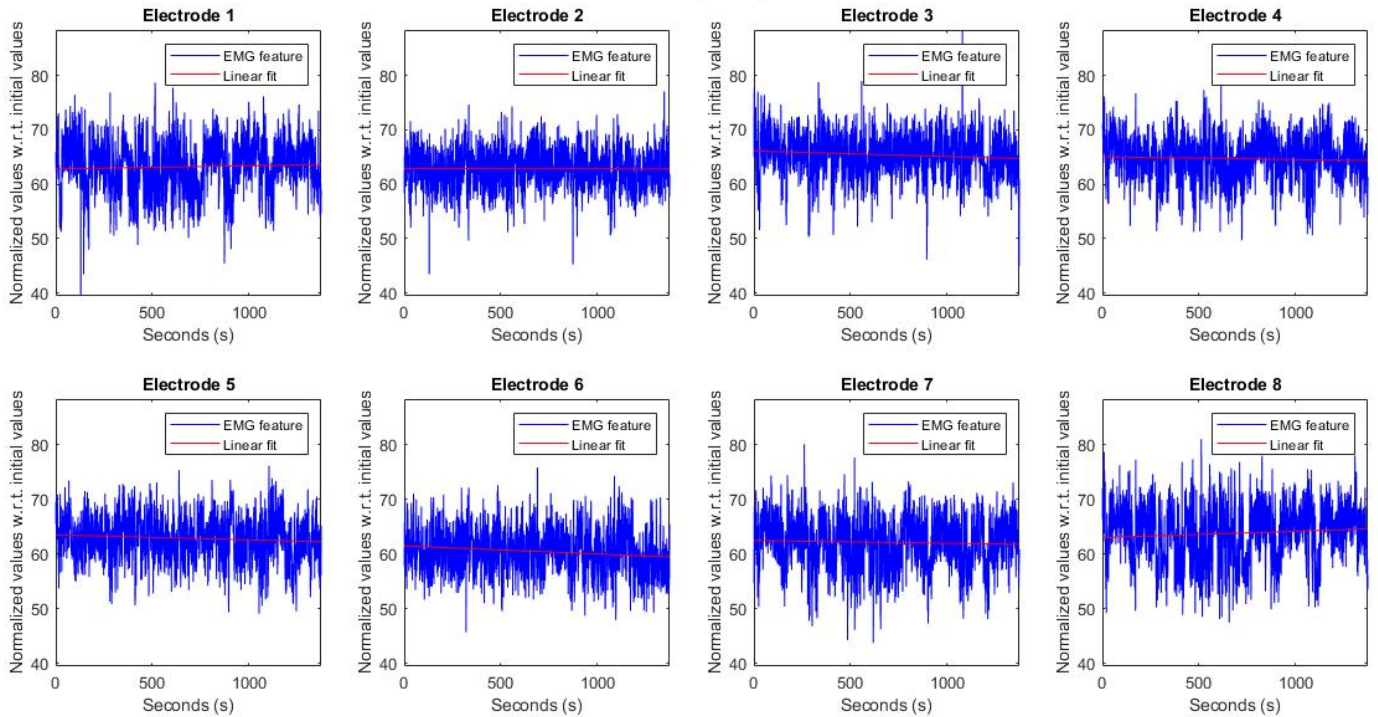 Electrode 1
Normalized values w.r.t. initial values
80
70
60
50
40
EMG feature
Linear fit
0
500
1000
Seconds (s)
Electrode 2
Normalized values w.r.t. initial values
80
70
60
50
40
EMG feature
Linear fit
0
500
1000
Seconds (s)
Electrode 3
Normalized values w.r.t. initial values
80
70
60
50
40
EMG feature
Linear fit
0
500
1000
Seconds (s)
Electrode 4
Normalized values w.r.t. initial values
80
70
60
50
40
EMG feature
Linear fit
0
500
1000
Seconds (s)
Electrode 5
Normalized values w.r.t. initial values
80
70
60
50
40
EMG feature
Linear fit
0
500
1000
Seconds (s)
Electrode 6
Normalized values w.r.t. initial values
80
70
60
50
40
EMG feature
Linear fit
0
500
1000
Seconds (s)
Electrode 7
Normalized values w.r.t. initial values
80
70
60
50
40
EMG feature
Linear fit
0
500
1000
Seconds (s)
Electrode 8
Normalized values w.r.t. initial values
80
70
60
50
40
EMG feature
Linear fit
0
500
1000
Seconds (s)